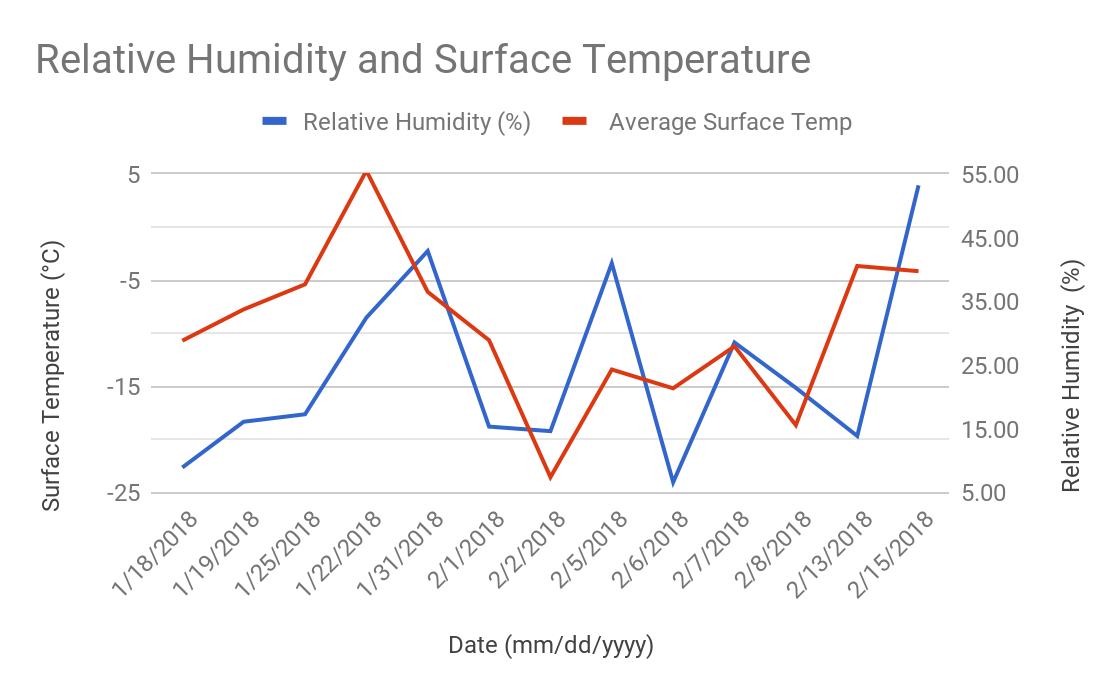 Relative Humidity and Surface Temperature
Relative Humidity (%) Average Surface Temp
5 55.00
45.00
-5 35.00
25.00
-15 15.00
-25 5.00
Surface Temperature (°C)
Relative Humidity (%)
1/18/2018 1/19/2018 1/25/2018 1/22/2018 1/31/2018 2/1/2018 2/2/2018 2/5/2018 2/6/2018 2/7/2018 2/8/2018 2/13/2018 2/15/2018
Date (mm/dd/yyyy)